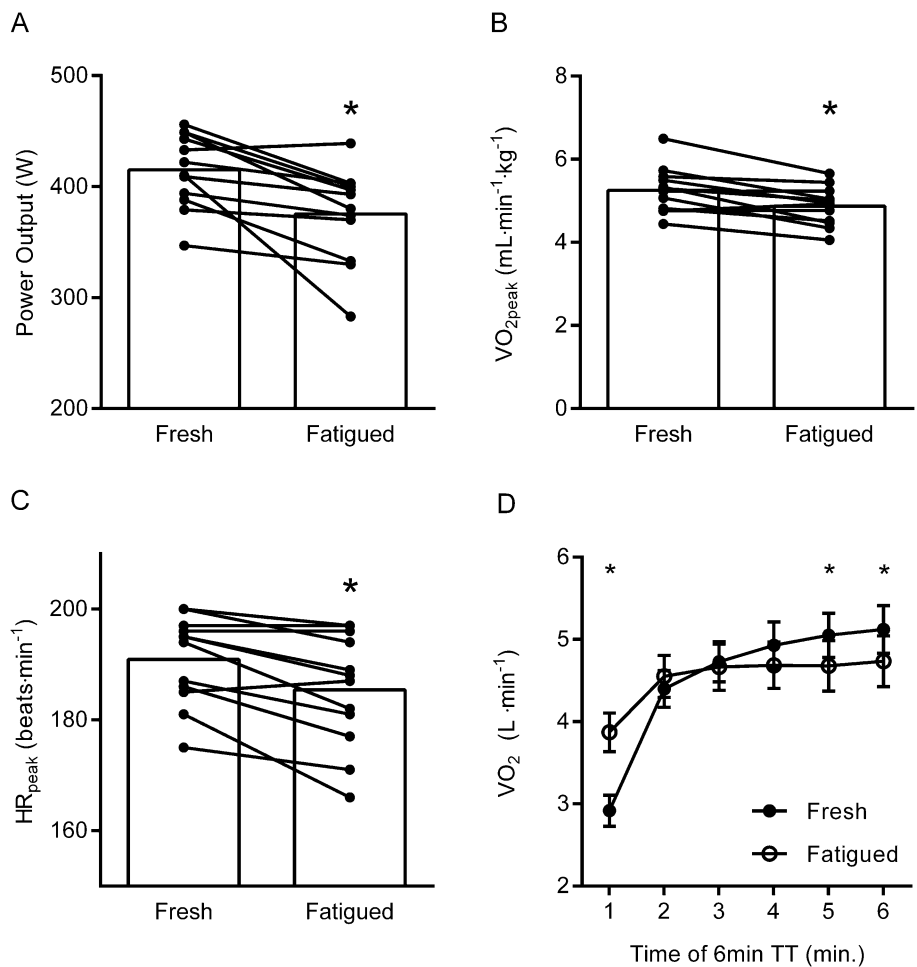 A
500
400
300
200
Power Output (W)
*
Fresh
Fatigued
B
8
6
4
2
0
VO2peak (mL·min-1·kg-1)
*
Fresh
Fatigued
C
200
180
160
HRpeak (beats·min-1)
*
Fresh
Fatigued
D
6
5
4
3
2
VO2 (L ·min-1)
* * *
Fresh
Fatigued
1 2 3 4 5 6
Time of 6min TT (min.)